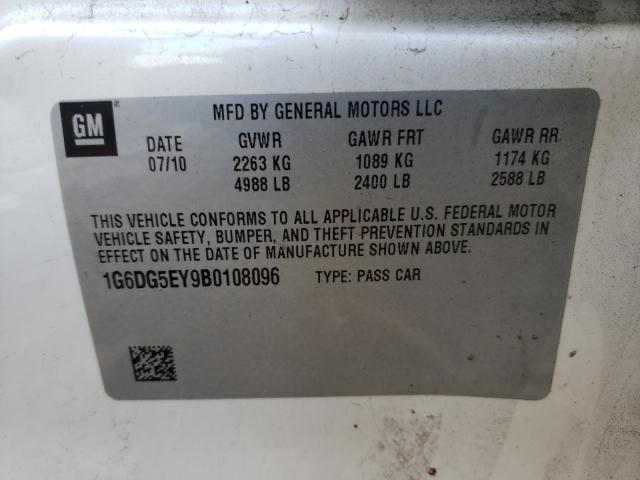 GM
MFD BY GENERAL MOTORS LLC
DATE GVWR GAWR FRT GAWR RR
07/10 2263 KG 1089 KG 1174 KG
4988 LB 2400 LB 2588 LB
THIS VEHICLE CONFORMS TO ALL APPLICABLE U.S. FEDERAL MOTOR
VEHICLE SAFETY, BUMPER, AND THEFT PREVENTION STANDARDS IN
EFFECT ON THE DATE OF MANUFACTURE SHOWN ABOVE.
1G6DG5EY9B0108096 TYPE: PASS CAR